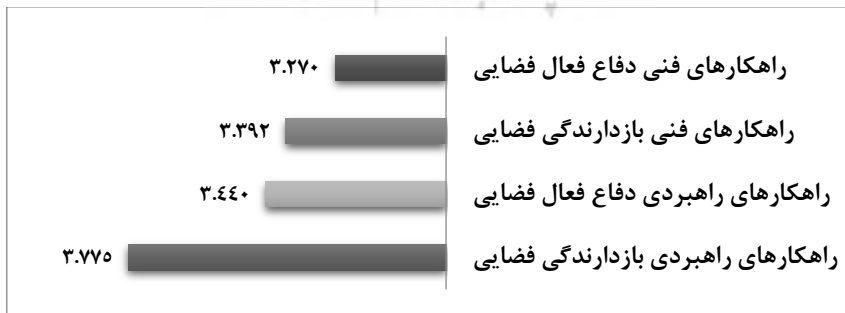 راهکارهای فنی دفاع فعال فضایی ۳.۲۷۰
راهکارهای فنی بازدارندگی فضایی ۳.۳۹۲
راهکارهای راهبردی دفاع فعال فضایی ۳.٤٤۰
راهکارهای راهبردی بازدارندگی فضایی ۳.۷۷۵